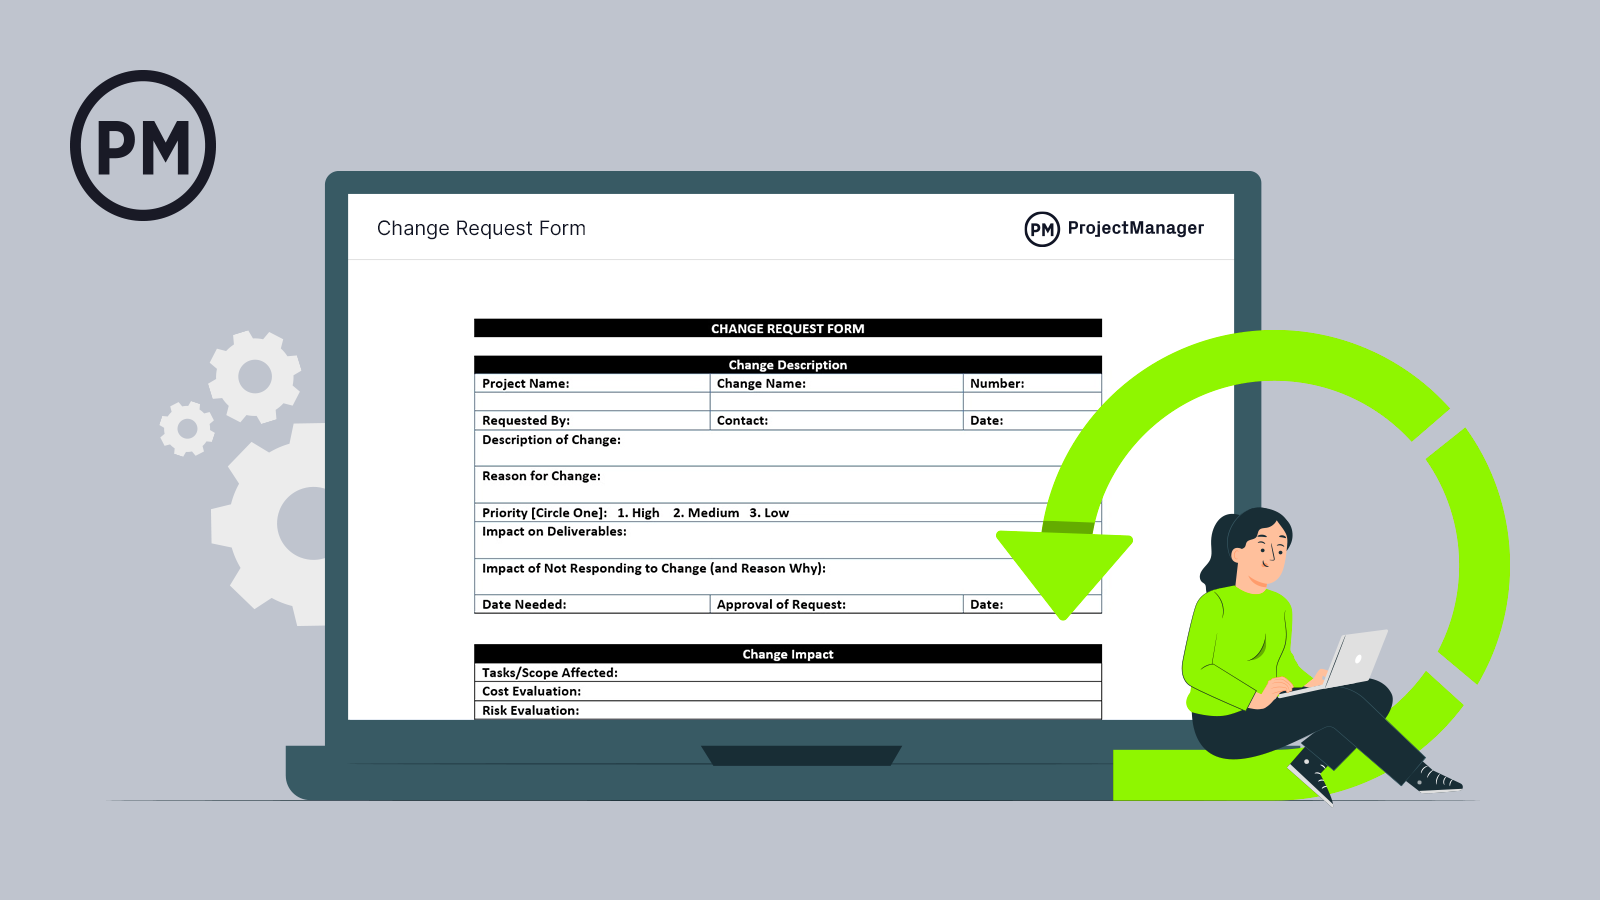 PM
Change Request Form
PM ProjectManager
CHANGE REQUEST FORM
Change Description
Project Name: Change Name: Number:
Requested By: Contact: Date:
Description of Change:
Reason for Change:
Priority [Circle One]: 1. High 2. Medium 3. Low
Impact on Deliverables:
Impact of Not Responding to Change (and Reason Why):
Date Needed: Approval of Request: Date:
Change Impact
Tasks/Scope Affected:
Cost Evaluation:
Risk Evaluation: